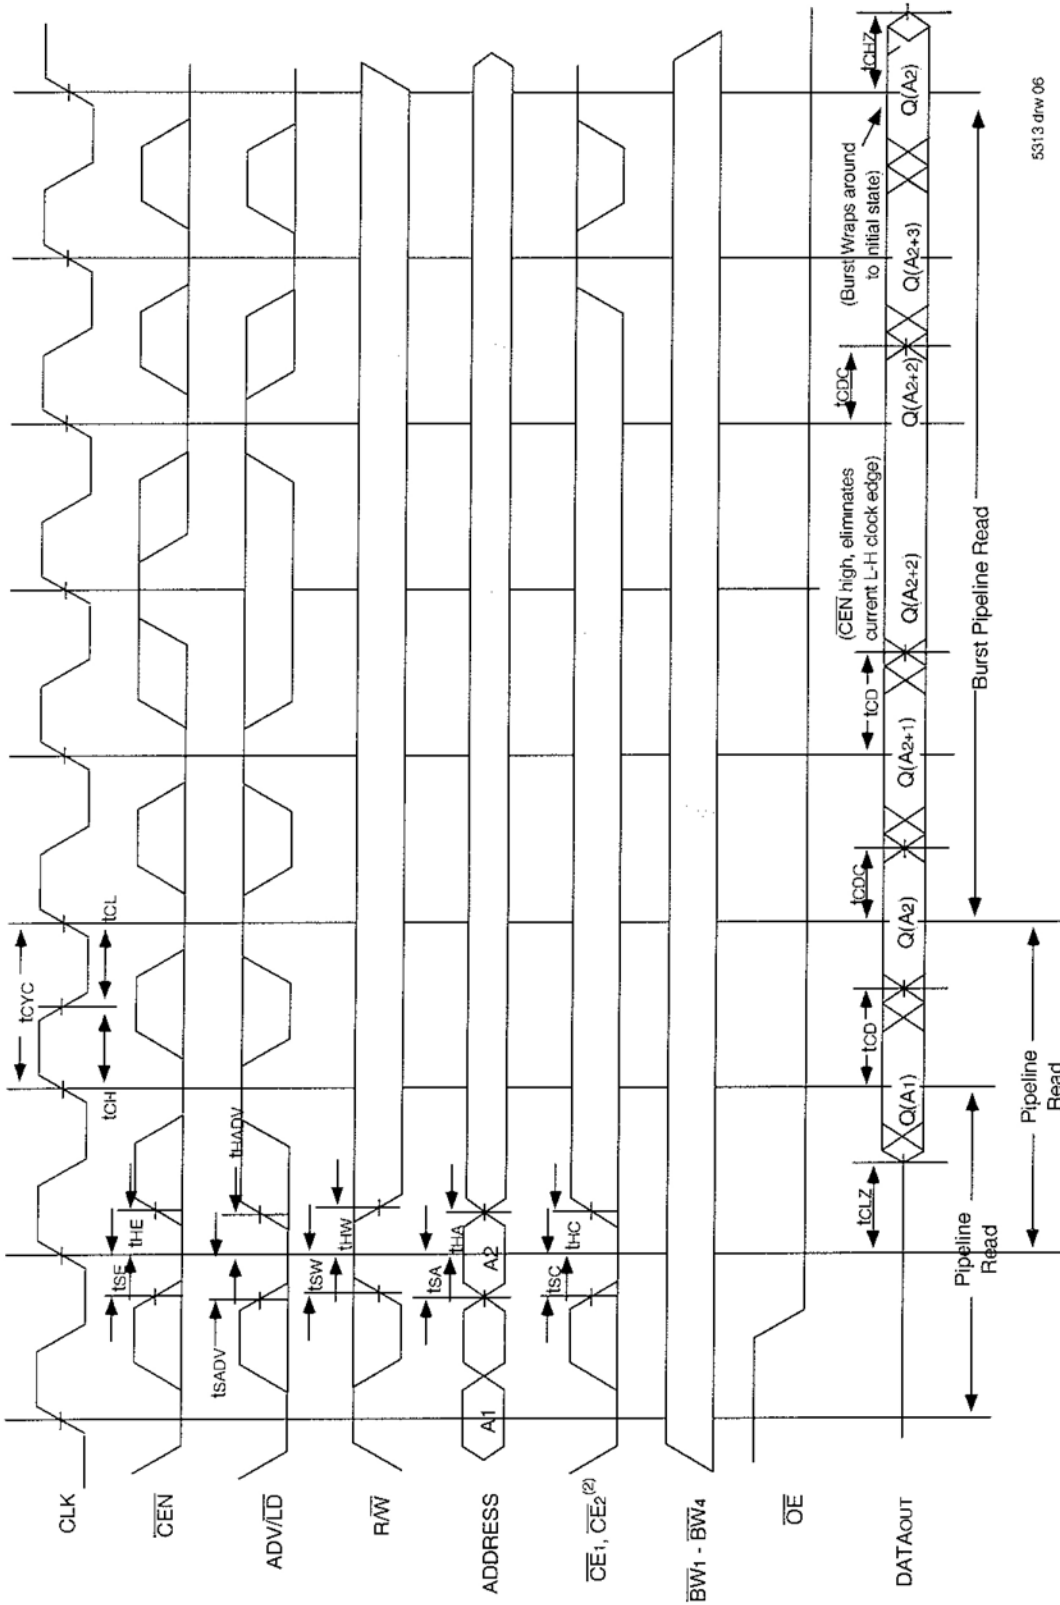 CLK
tCYC
tCH
tCL
CEN
tSE
tHE
ADV/LD
tSADV
tHADV
R/W
tSW
tHW
ADDRESS
A1
A2
tSA
tHA
CE1, CE2(2)
tSC
tHC
BW1 - BW4
OE
(CEN high, eliminates
current L-H clock edge)
(Burst Wraps around
to initial state)
tCLZ
tCD
tCDC
tCD
tCDC
tCHZ
DATAOUT
Q(A1)
Q(A2)
Q(A2+1)
Q(A2+2)
Q(A2+2)
Q(A2+3)
Q(A2)
Pipeline
Read
Burst Pipeline Read
Pipeline
Read
5313 drw 06